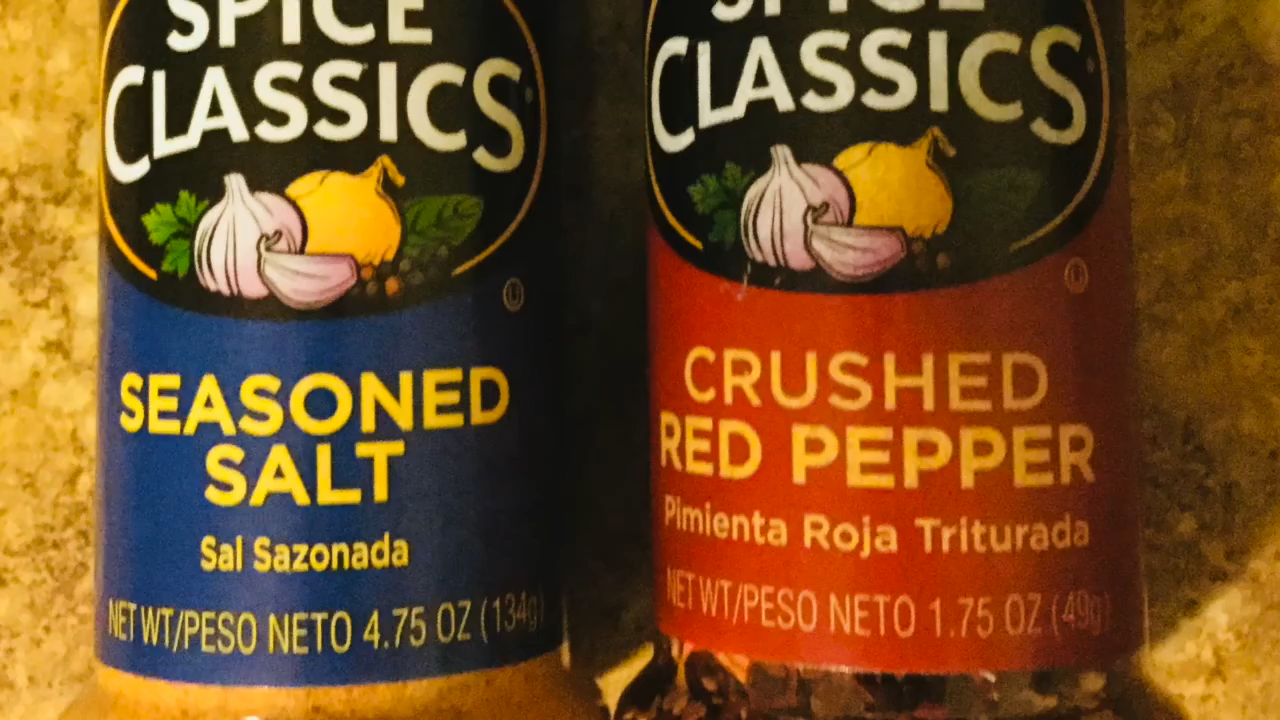 SPICE
CLASSICS
SEASONED
SALT
Sal Sazonada
NET WT/PESO NETO 4.75 OZ (134g)
SPICE
CLASSICS
CRUSHED
RED PEPPER
Pimienta Roja Triturada
NET WT/PESO NETO 1.75 OZ (49g)